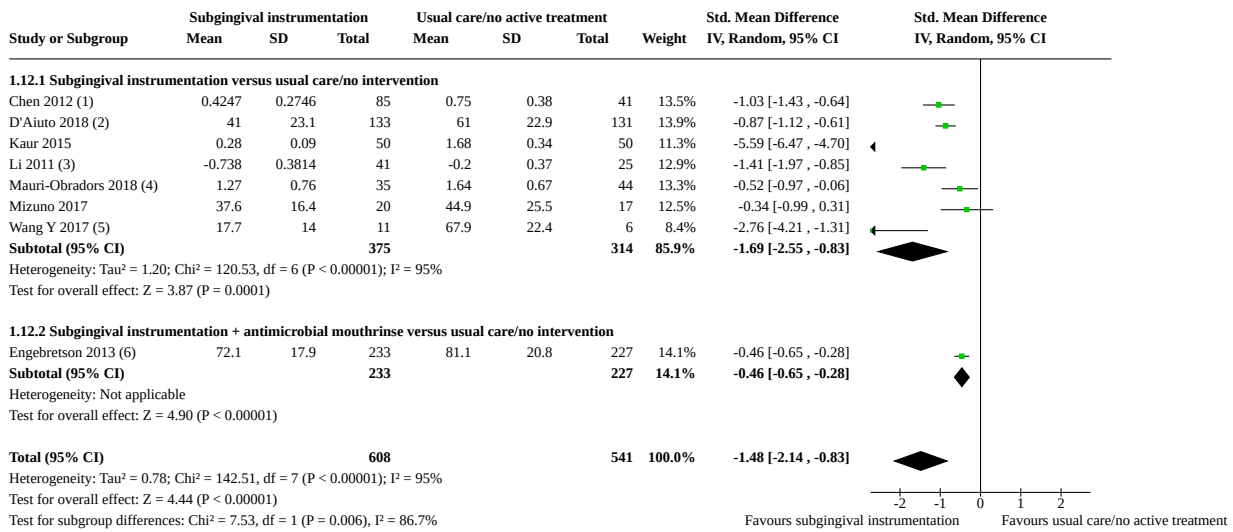 Subgingival instrumentation Usual care/no active treatment Std. Mean Difference Std. Mean Difference
Study or Subgroup Mean SD Total Mean SD Total Weight IV, Random, 95% CI IV, Random, 95% CI
1.12.1 Subgingival instrumentation versus usual care/no intervention
Chen 2012 (1) 0.4247 0.2746 85 0.75 0.38 41 13.5% -1.03 [-1.43 , -0.64]
D'Aiuto 2018 (2) 41 23.1 133 61 22.9 131 13.9% -0.87 [-1.12 , -0.61]
Kaur 2015 0.28 0.09 50 1.68 0.34 50 11.3% -5.59 [-6.47 , -4.70]
Li 2011 (3) -0.738 0.3814 41 -0.2 0.37 25 12.9% -1.41 [-1.97 , -0.85]
Mauri-Obradors 2018 (4) 1.27 0.76 35 1.64 0.67 44 13.3% -0.52 [-0.97 , -0.06]
Mizuno 2017 37.6 16.4 20 44.9 25.5 17 12.5% -0.34 [-0.99 , 0.31]
Wang Y 2017 (5) 17.7 14 11 67.9 22.4 6 8.4% -2.76 [-4.21 , -1.31]
Subtotal (95% CI) 375 314 85.9% -1.69 [-2.55 , -0.83]
Heterogeneity: Tau² = 1.20; Chi² = 120.53, df = 6 (P < 0.00001); I² = 95%
Test for overall effect: Z = 3.87 (P = 0.0001)
1.12.2 Subgingival instrumentation + antimicrobial mouthrinse versus usual care/no intervention
Engebretson 2013 (6) 72.1 17.9 233 81.1 20.8 227 14.1% -0.46 [-0.65 , -0.28]
Subtotal (95% CI) 233 227 14.1% -0.46 [-0.65 , -0.28]
Heterogeneity: Not applicable
Test for overall effect: Z = 4.90 (P < 0.00001)
Total (95% CI) 608 541 100.0% -1.48 [-2.14 , -0.83]
Heterogeneity: Tau² = 0.78; Chi² = 142.51, df = 7 (P < 0.00001); I² = 95%
Test for overall effect: Z = 4.44 (P < 0.00001)
-2 -1 0 1 2
Test for subgroup differences: Chi² = 7.53, df = 1 (P = 0.006), I² = 86.7% Favours subgingival instrumentation Favours usual care/no active treatment